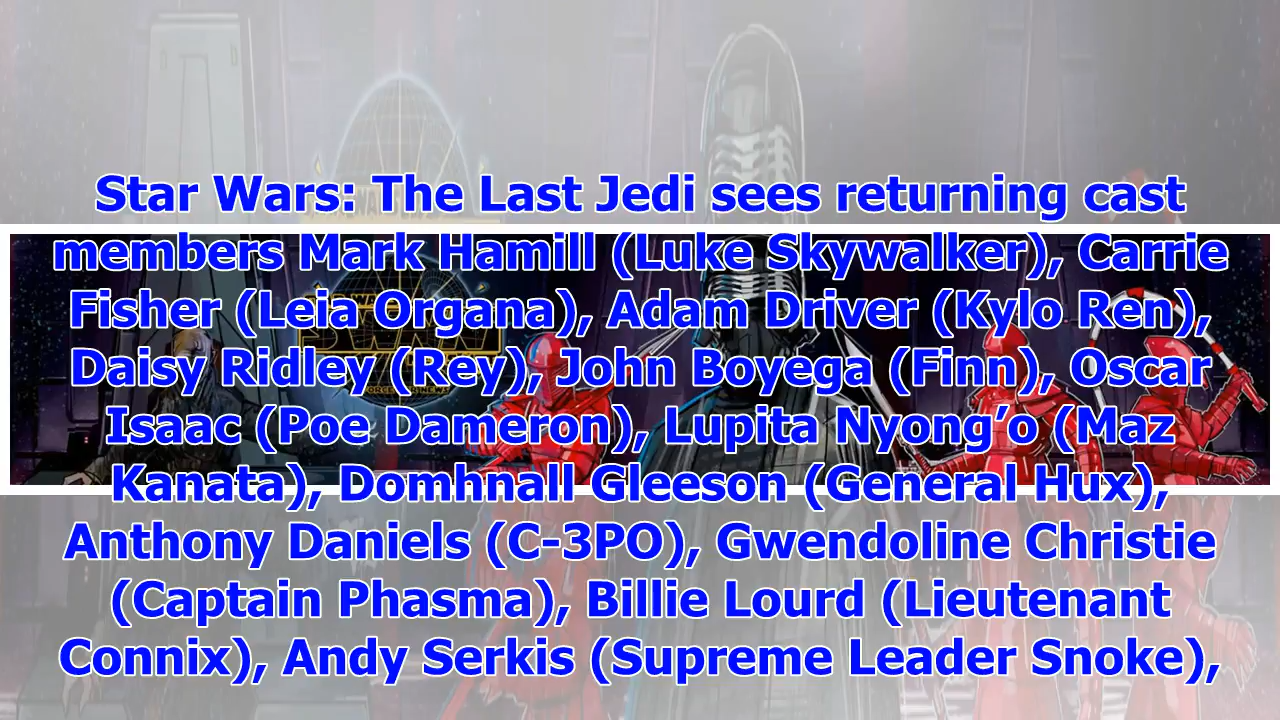 Star Wars: The Last Jedi sees returning cast
members Mark Hamill (Luke Skywalker), Carrie
Fisher (Leia Organa), Adam Driver (Kylo Ren),
Daisy Ridley (Rey), John Boyega (Finn), Oscar
Isaac (Poe Dameron), Lupita Nyong’o (Maz
Kanata), Domhnall Gleeson (General Hux),
Anthony Daniels (C-3PO), Gwendoline Christie
(Captain Phasma), Billie Lourd (Lieutenant
Connix), Andy Serkis (Supreme Leader Snoke),